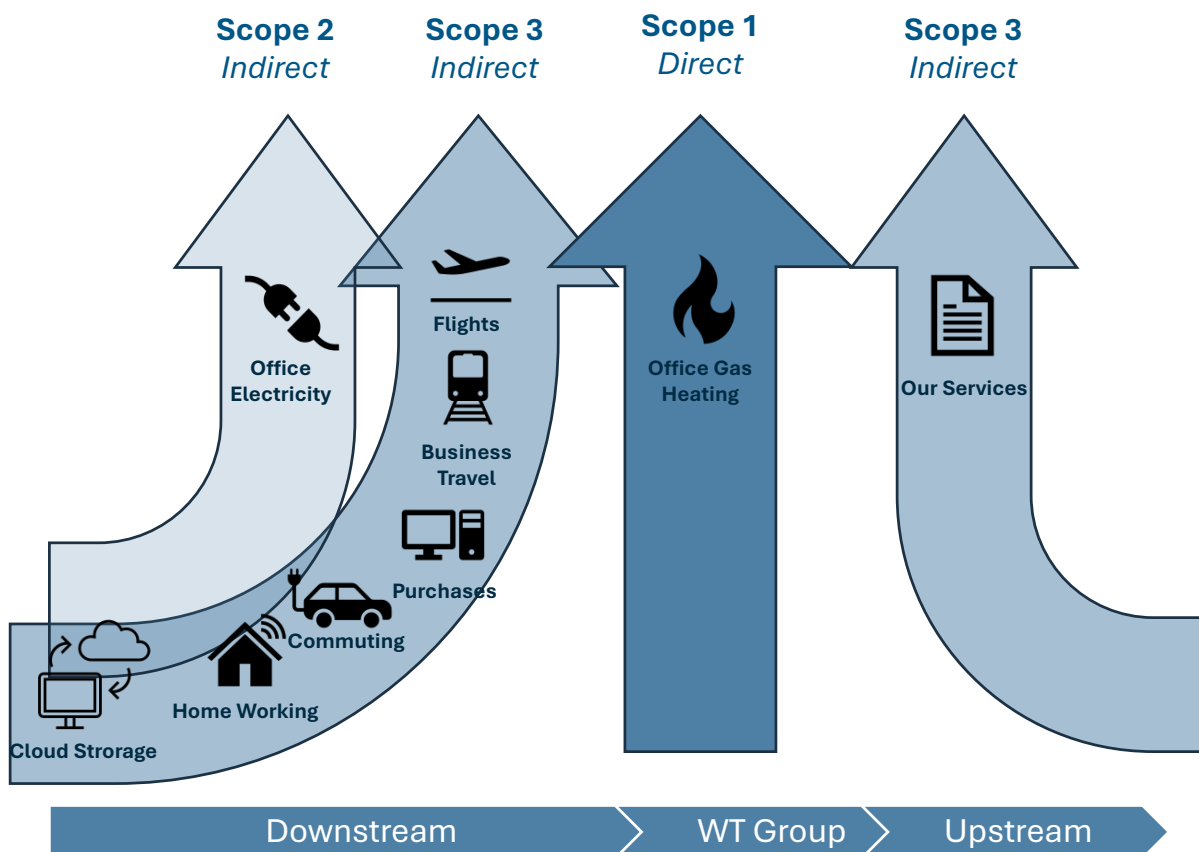 Scope 2
Indirect
Scope 3
Indirect
Scope 1
Direct
Scope 3
Indirect
Office
Electricity
Flights
Business
Travel
Purchases
Commuting
Home Working
Cloud Strorage
Office Gas
Heating
Our Services
Downstream
WT Group
Upstream